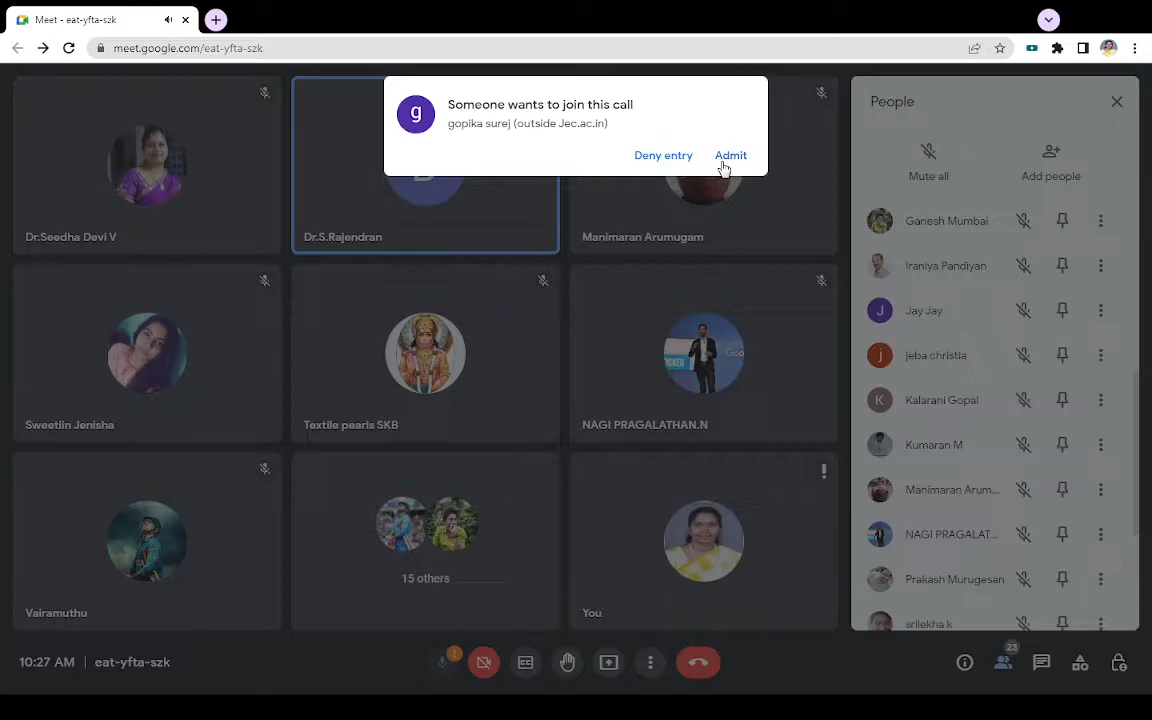 Meet - eat-yfta-szk
meet.google.com/eat-yfta-szk
Someone wants to join this call
g
gopika surej (outside Jec.ac.in)
Deny entry
Admit
Dr.Seedha Devi V
Dr.S.Rajendran
Manimaran Arumugam
Sweetlin Jenisha
Textile pearls SKB
NAGI PRAGALATHAN.N
Vairamuthu
15 others
You
People
Mute all
Add people
Ganesh Mumbai
Iraniya Pandiyan
J
Jay Jay
j
jeba christla
K
Kalarani Gopal
Kumaran M
Manimaran Arum...
NAGI PRAGALAT...
Prakash Murugesan
srilekha k
10:27 AM | eat-yfta-szk
23